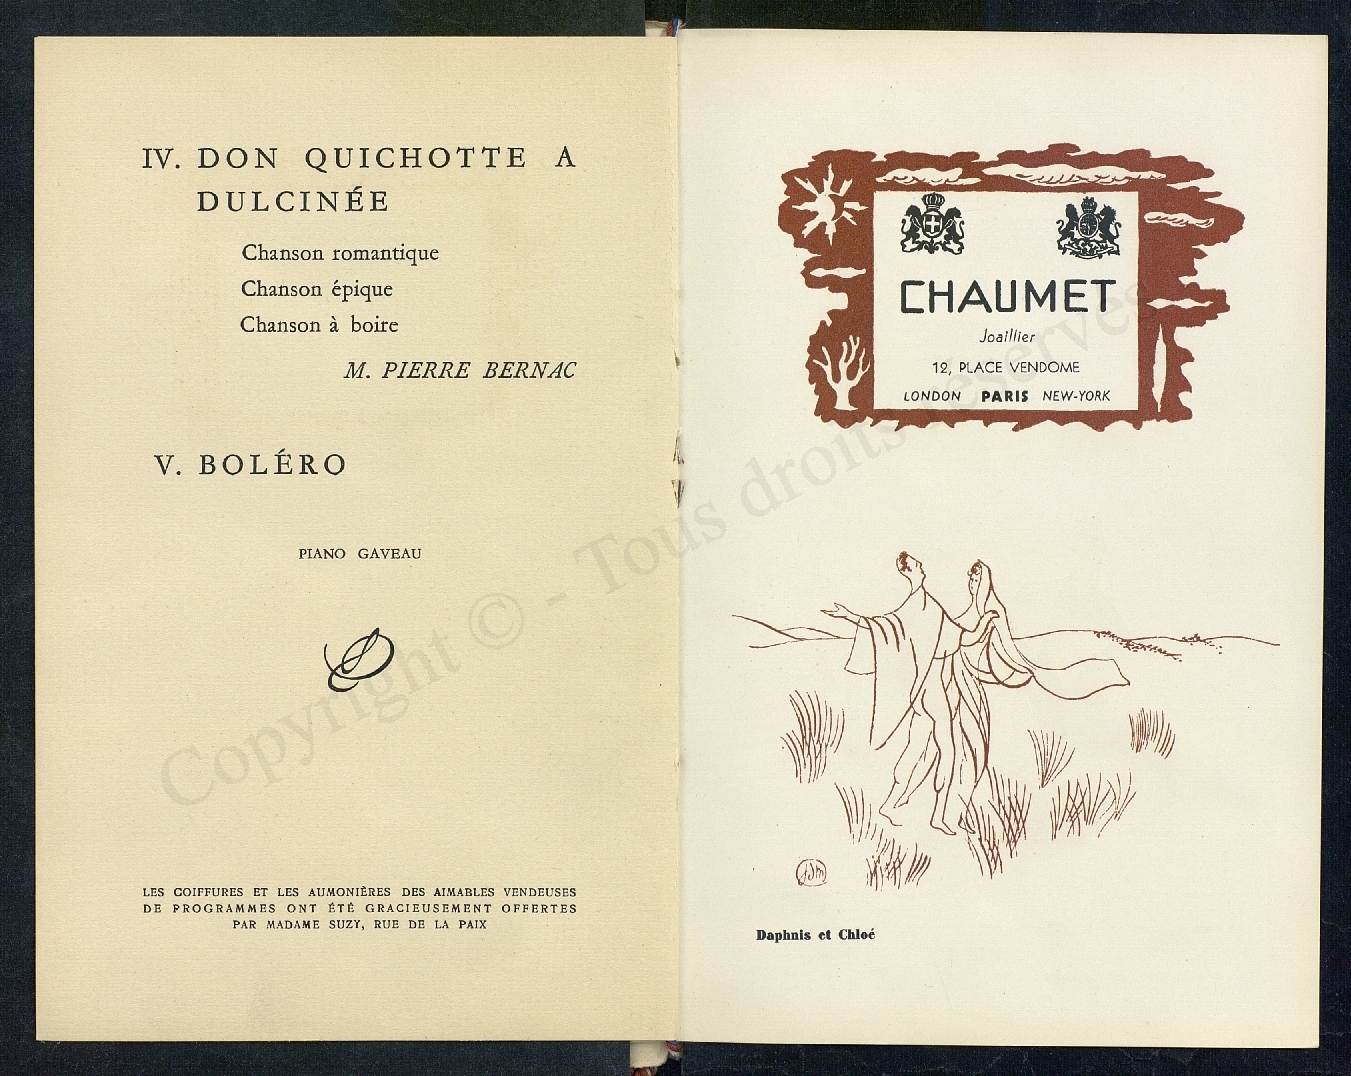 IV. DON QUICHOTTE A
DULCINÉE
Chanson romantique
Chanson épique
Chanson à boire
M. PIERRE BERNAC
V. BOLÉRO
PIANO GAVEAU
LES COIFFURES ET LES AUMONIÈRES DES AIMABLES VENDEUSES
DE PROGRAMMES ONT ÉTÉ GRACIEUSEMENT OFFERTES
PAR MADAME SUZY, RUE DE LA PAIX
CHAUMET
Joaillier
12, PLACE VENDOME
LONDON PARIS NEW-YORK
Daphnis et Chloé
Copyright © - Tous droits réservés